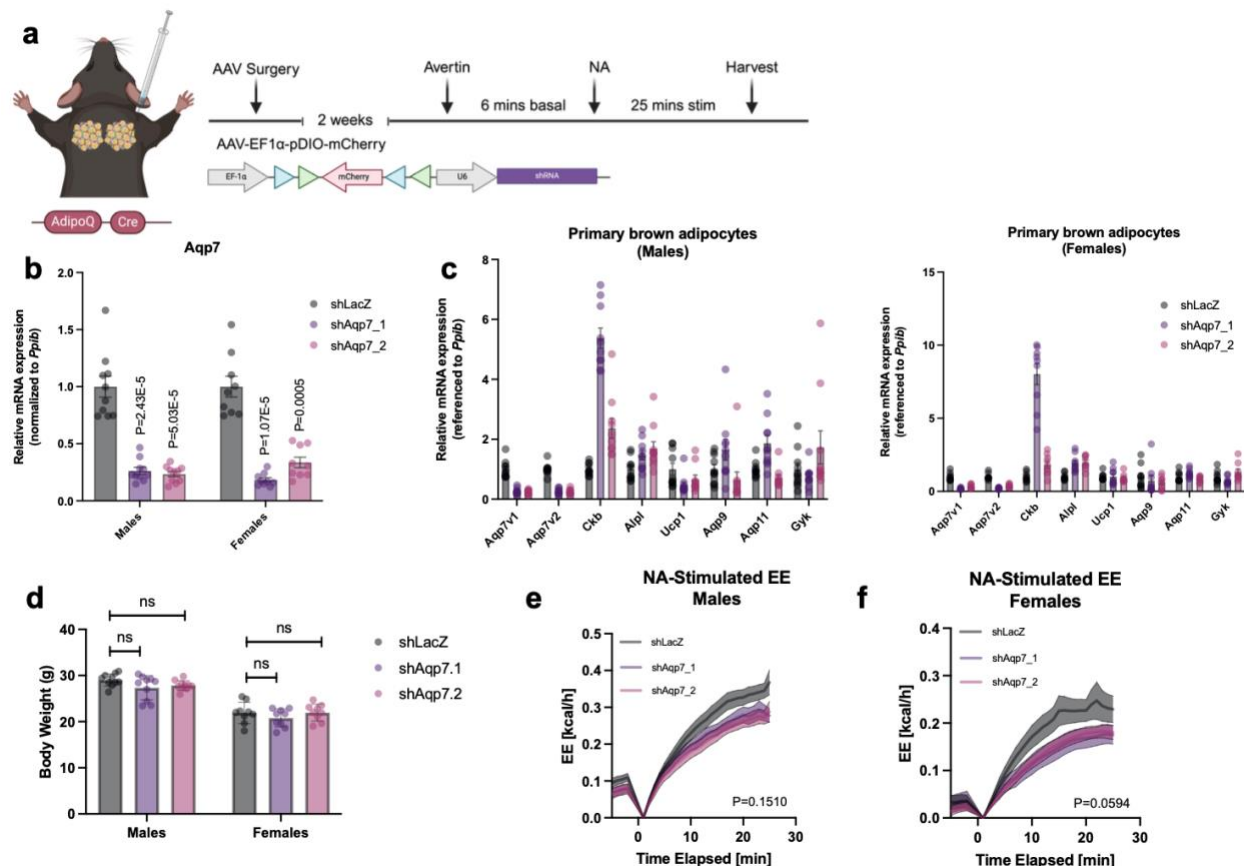 a
AAV Surgery
Avertin
NA
Harvest
6 mins basal
25 mins stim
2 weeks
AAV-EF1α-pDIO-mCherry
EF-1α
mCherry
U6
shRNA
AdipoQ
Cre
b
Aqp7
Relative mRNA expression
(normalized to Ppib)
2.0
1.5
1.0
0.5
0.0
P=2.43E-5
P=5.03E-5
P=1.07E-5
P=0.0005
Males
Females
shLacZ
shAqp7_1
shAqp7_2
c
Primary brown adipocytes
(Males)
Relative mRNA expression
(referenced to Ppib)
8
6
4
2
0
Aqp7v1
Aqp7v2
Ckb
Alpl
Ucp1
Aqp9
Aqp11
Gyk
Primary brown adipocytes
(Females)
Relative mRNA expression
(referenced to Ppib)
15
10
5
0
shLacZ
shAqp7_1
shAqp7_2
Aqp7v1
Aqp7v2
Ckb
Alpl
Ucp1
Aqp9
Aqp11
Gyk
d
ns
ns
ns
ns
Body Weight (g)
40
30
20
10
0
Males
Females
shLacZ
shAqp7.1
shAqp7.2
e
NA-Stimulated EE
Males
EE [kcal/h]
0.5
0.4
0.3
0.2
0.1
0.0
shLacZ
shAqp7_1
shAqp7_2
P=0.1510
0
10
20
30
Time Elapsed [min]
f
NA-Stimulated EE
Females
EE [kcal/h]
0.4
0.3
0.2
0.1
0.0
shLacZ
shAqp7_1
shAqp7_2
P=0.0594
0
10
20
30
Time Elapsed [min]